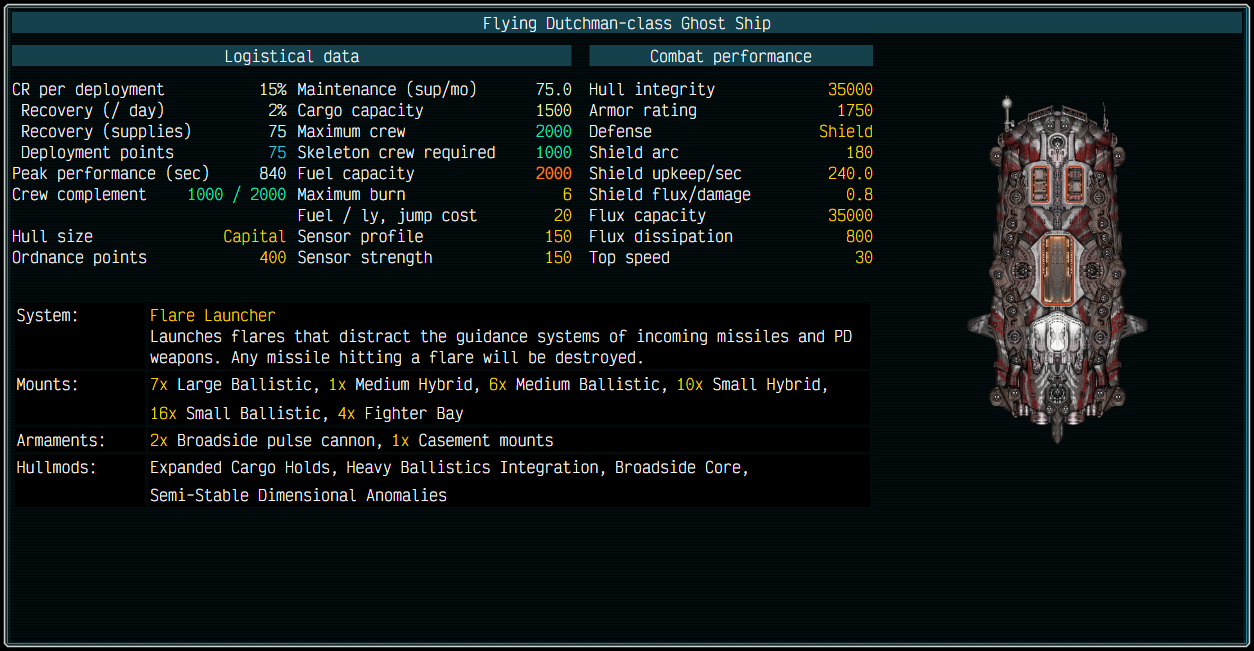 Flying Dutchman-class Ghost Ship
Logistical data
CR per deployment 15% Maintenance (sup/mo) 75.0
Recovery (/ day) 2% Cargo capacity 1500
Recovery (supplies) 75 Maximum crew 2000
Deployment points 75 Skeleton crew required 1000
Peak performance (sec) 840 Fuel capacity 2000
Crew complement 1000 / 2000 Maximum burn 6
Fuel / ly, jump cost 20
Hull size Capital Sensor profile 150
Ordnance points 400 Sensor strength 150
Combat performance
Hull integrity 35000
Armor rating 1750
Defense Shield
Shield arc 180
Shield upkeep/sec 240.0
Shield flux/damage 0.8
Flux capacity 35000
Flux dissipation 800
Top speed 30
System: Flare Launcher
Launches flares that distract the guidance systems of incoming missiles and PD
weapons. Any missile hitting a flare will be destroyed.
Mounts: 7x Large Ballistic, 1x Medium Hybrid, 6x Medium Ballistic, 10x Small Hybrid,
16x Small Ballistic, 4x Fighter Bay
Armaments: 2x Broadside pulse cannon, 1x Casement mounts
Hullmods: Expanded Cargo Holds, Heavy Ballistics Integration, Broadside Core,
Semi-Stable Dimensional Anomalies